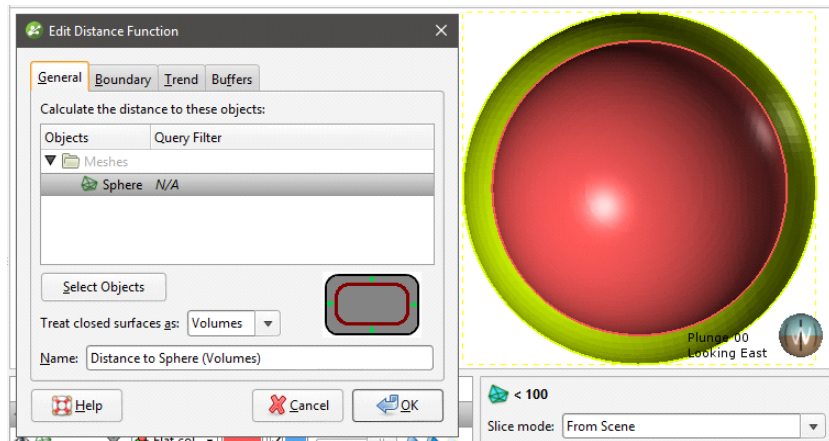 Edit Distance Function
General Boundary Trend Buffers
Calculate the distance to these objects:
Objects Query Filter
Meshes
Sphere N/A
Select Objects
Treat closed surfaces as: Volumes
Name: Distance to Sphere (Volumes)
Help Cancel OK
Plunge 00
Looking East
< 100
Slice mode: From Scene